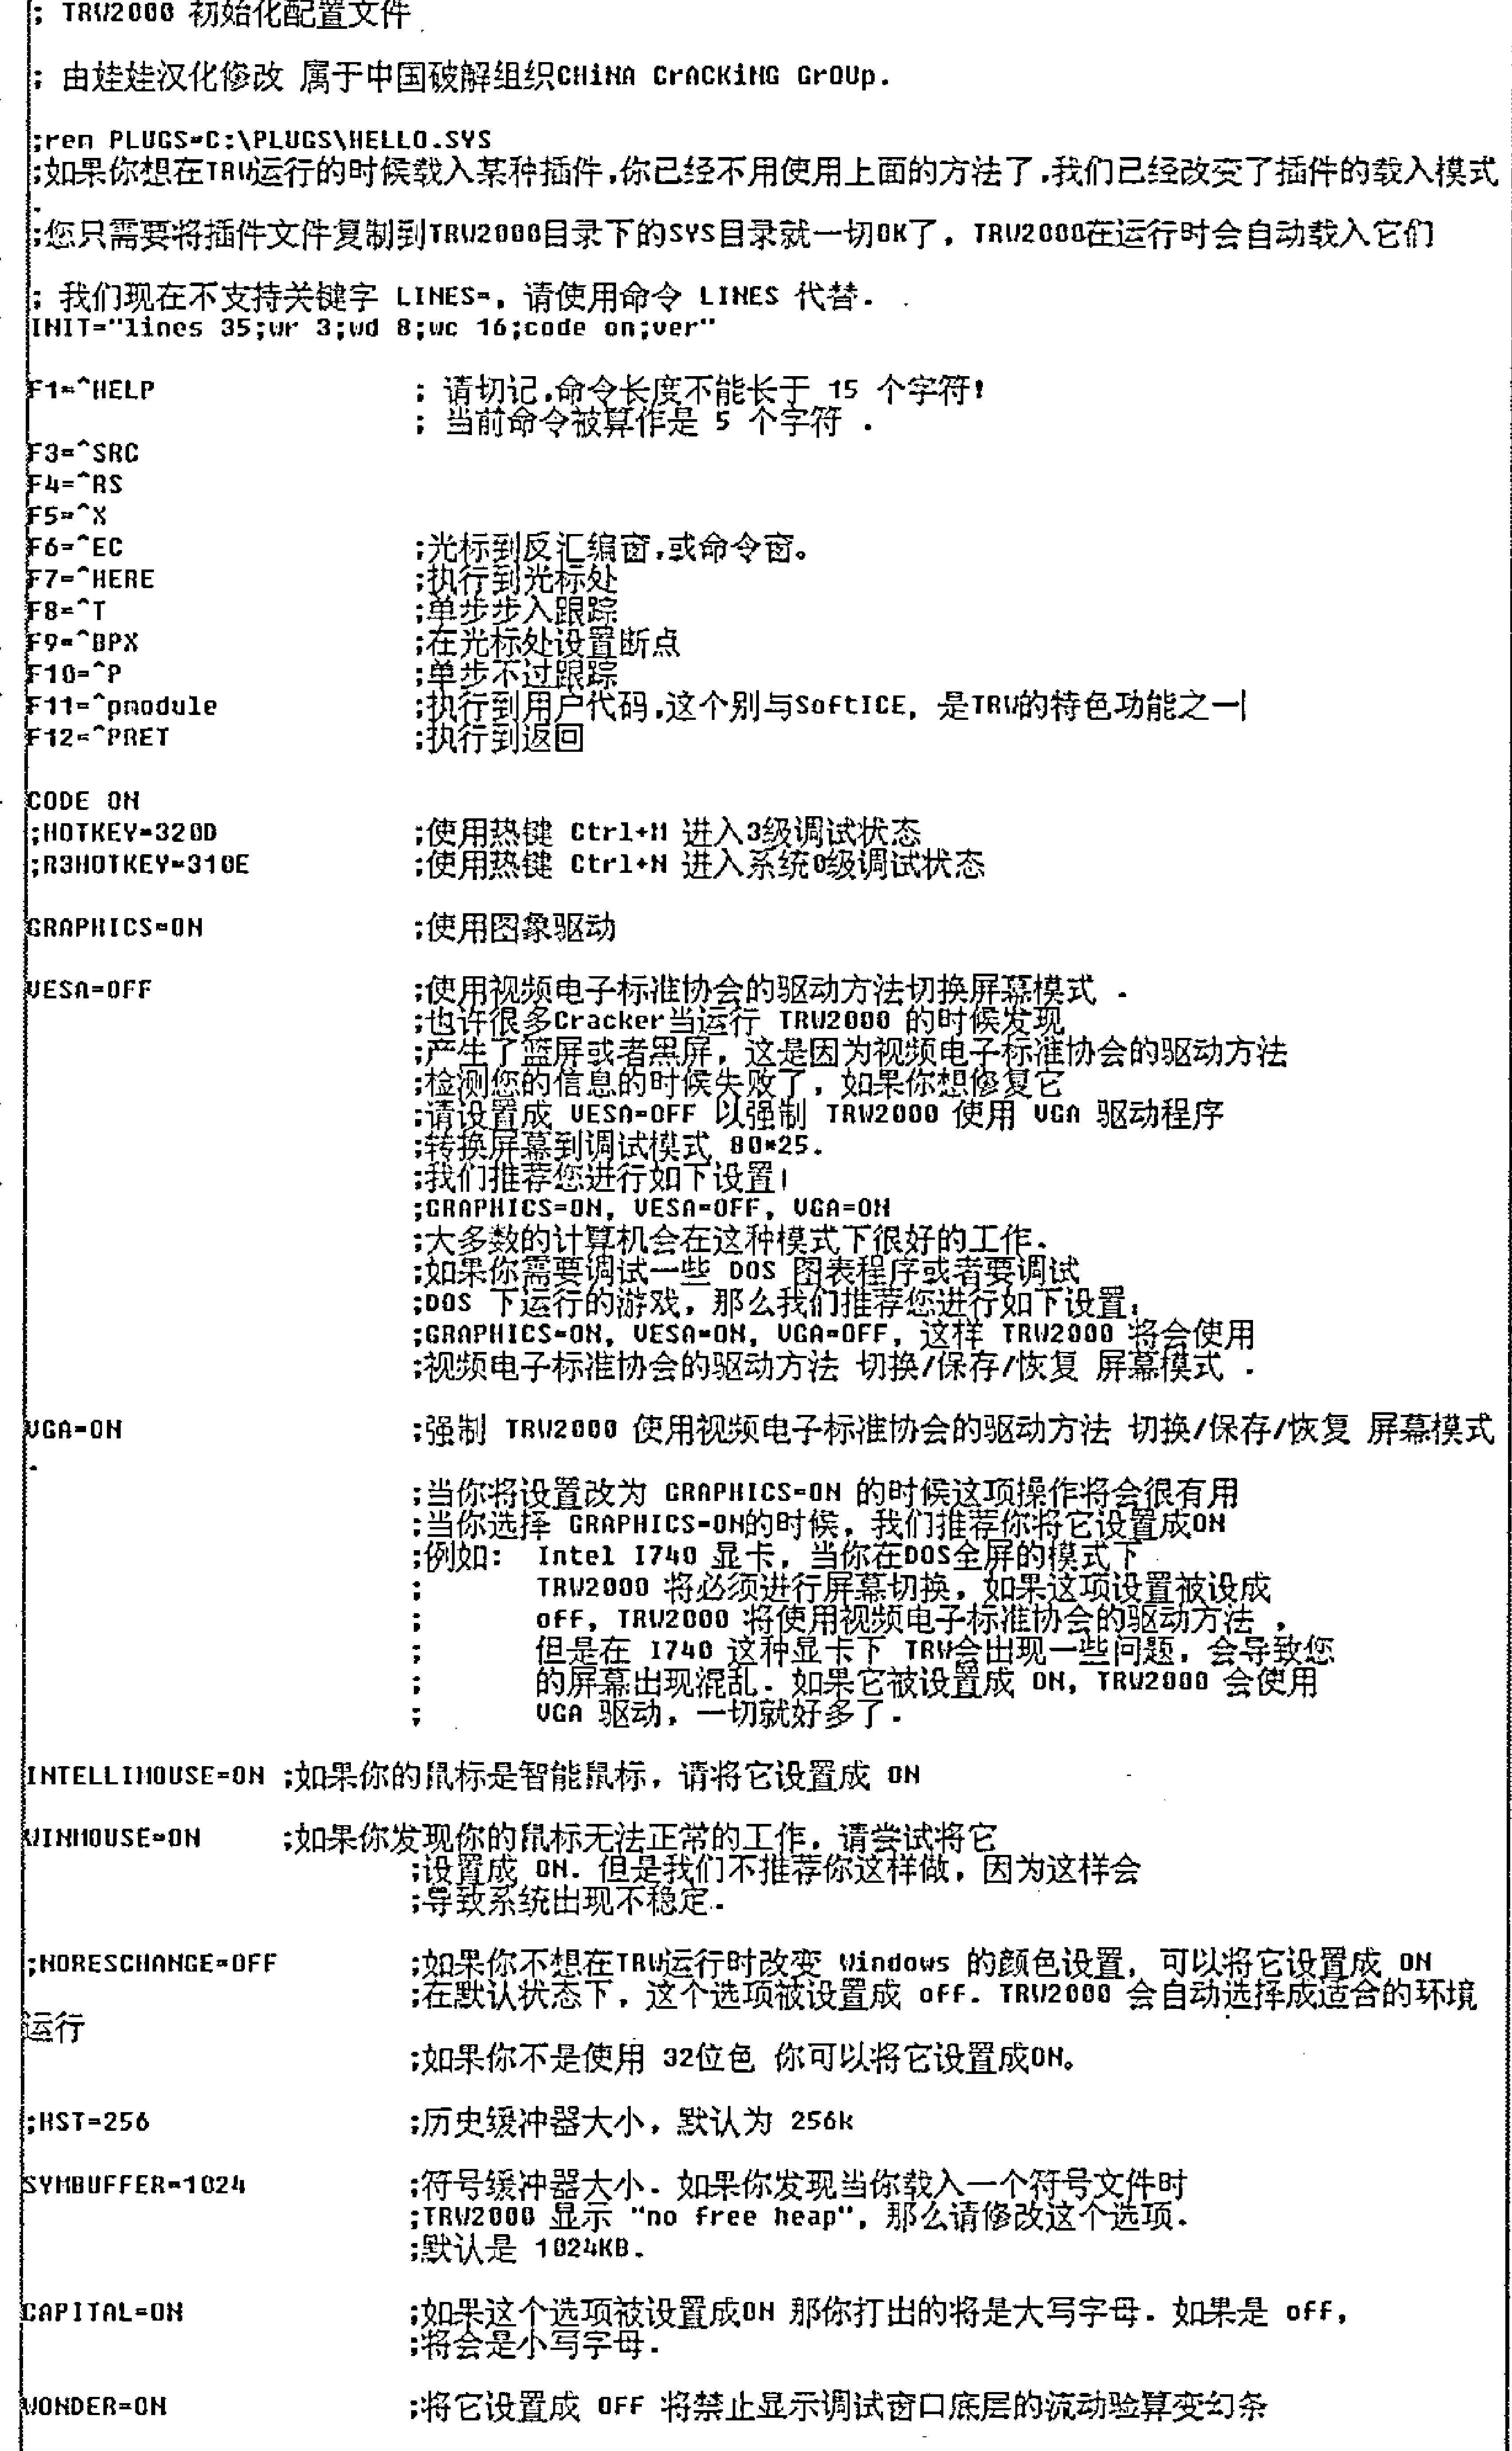 ; TRW2000 初始化配置文件
; 由娃娃汉化修改 属于中国破解组织CHiNA CrACKiNG GrOUp.
;rem PLUGS=C:\PLUGS\HELLO.SYS
;如果你想在TRW运行的时候载入某种插件,你已经不用使用上面的方法了,我们已经改变了插件的载入模式
.
;您只需要将插件文件复制到TRW2000目录下的SYS目录就一切OK了, TRW2000在运行时会自动载入它们
; 我们现在不支持关键字 LINES=, 请使用命令 LINES 代替.
INIT="lines 35;wr 3;wd 8;wc 16;code on;ver"
F1=^HELP ; 请切记,命令长度不能长于 15 个字符!
; 当前命令被算作是 5 个字符 .
F3=^SRC
F4=^RS
F5=^X
F6=^EC ;光标到反汇编窗,或命令窗。
F7=^HERE ;执行到光标处
F8=^T ;单步步入跟踪
F9=^BPX ;在光标处设置断点
F10=^P ;单步不过跟踪
F11=^pmodule ;执行到用户代码,这个别与SoftICE, 是TRW的特色功能之一
F12=^PRET ;执行到返回
CODE ON
;HOTKEY=320D ;使用热键 Ctrl+M 进入3级调试状态
;R3HOTKEY=310E ;使用热键 Ctrl+N 进入系统0级调试状态
GRAPHICS=ON ;使用图象驱动
VESA=OFF ;使用视频电子标准协会的驱动方法切换屏幕模式 .
;也许很多Cracker当运行 TRW2000 的时候发现
;产生了蓝屏或者黑屏, 这是因为视频电子标准协会的驱动方法
;检测您的信息的时候失败了, 如果你想修复它
;请设置成 VESA=OFF 以强制 TRW2000 使用 VGA 驱动程序
;转换屏幕到调试模式 80*25.
;我们推荐您进行如下设置!
;GRAPHICS=ON, VESA=OFF, VGA=ON
;大多数的计算机会在这种模式下很好的工作.
;如果你需要调试一些 DOS 图表程序或者要调试
;DOS 下运行的游戏, 那么我们推荐您进行如下设置:
;GRAPHICS=ON, VESA=ON, VGA=OFF, 这样 TRW2000 将会使用
;视频电子标准协会的驱动方法 切换/保存/恢复 屏幕模式 .
VGA=ON ;强制 TRW2000 使用视频电子标准协会的驱动方法 切换/保存/恢复 屏幕模式
.
;当你将设置改为 GRAPHICS=ON 的时候这项操作将会很有用
;当你选择 GRAPHICS=ON的时候, 我们推荐你将它设置成ON
;例如: Intel I740 显卡, 当你在DOS全屏的模式下
; TRW2000 将必须进行屏幕切换, 如果这项设置被设成
; off, TRW2000 将使用视频电子标准协会的驱动方法 ,
; 但是在 I740 这种显卡下 TRW会出现一些问题, 会导致您
; 的屏幕出现混乱. 如果它被设置成 ON, TRW2000 会使用
; VGA 驱动, 一切就好多了.
INTELLIMOUSE=ON ;如果你的鼠标是智能鼠标, 请将它设置成 ON
WINMOUSE=ON ;如果你发现你的鼠标无法正常的工作, 请尝试将它
;设置成 ON. 但是我们不推荐你这样做, 因为这样会
;导致系统出现不稳定.
;NORESCHANGE=OFF ;如果你不想在TRW运行时改变 Windows 的颜色设置, 可以将它设置成 ON
;在默认状态下, 这个选项被设置成 off. TRW2000 会自动选择成适合的环境
运行
;如果你不是使用 32位色 你可以将它设置成ON。
;HST=256 ;历史缓冲器大小, 默认为 256k
SYMBUFFER=1024 ;符号缓冲器大小. 如果你发现当你载入一个符号文件时
;TRW2000 显示 "no free heap", 那么请修改这个选项.
;默认是 1024KB.
CAPITAL=ON ;如果这个选项被设置成ON 那你打出的将是大写字母. 如果是 off,
;将会是小写字母.
WONDER=ON ;将它设置成 OFF 将禁止显示调试窗口底层的流动验算变幻条